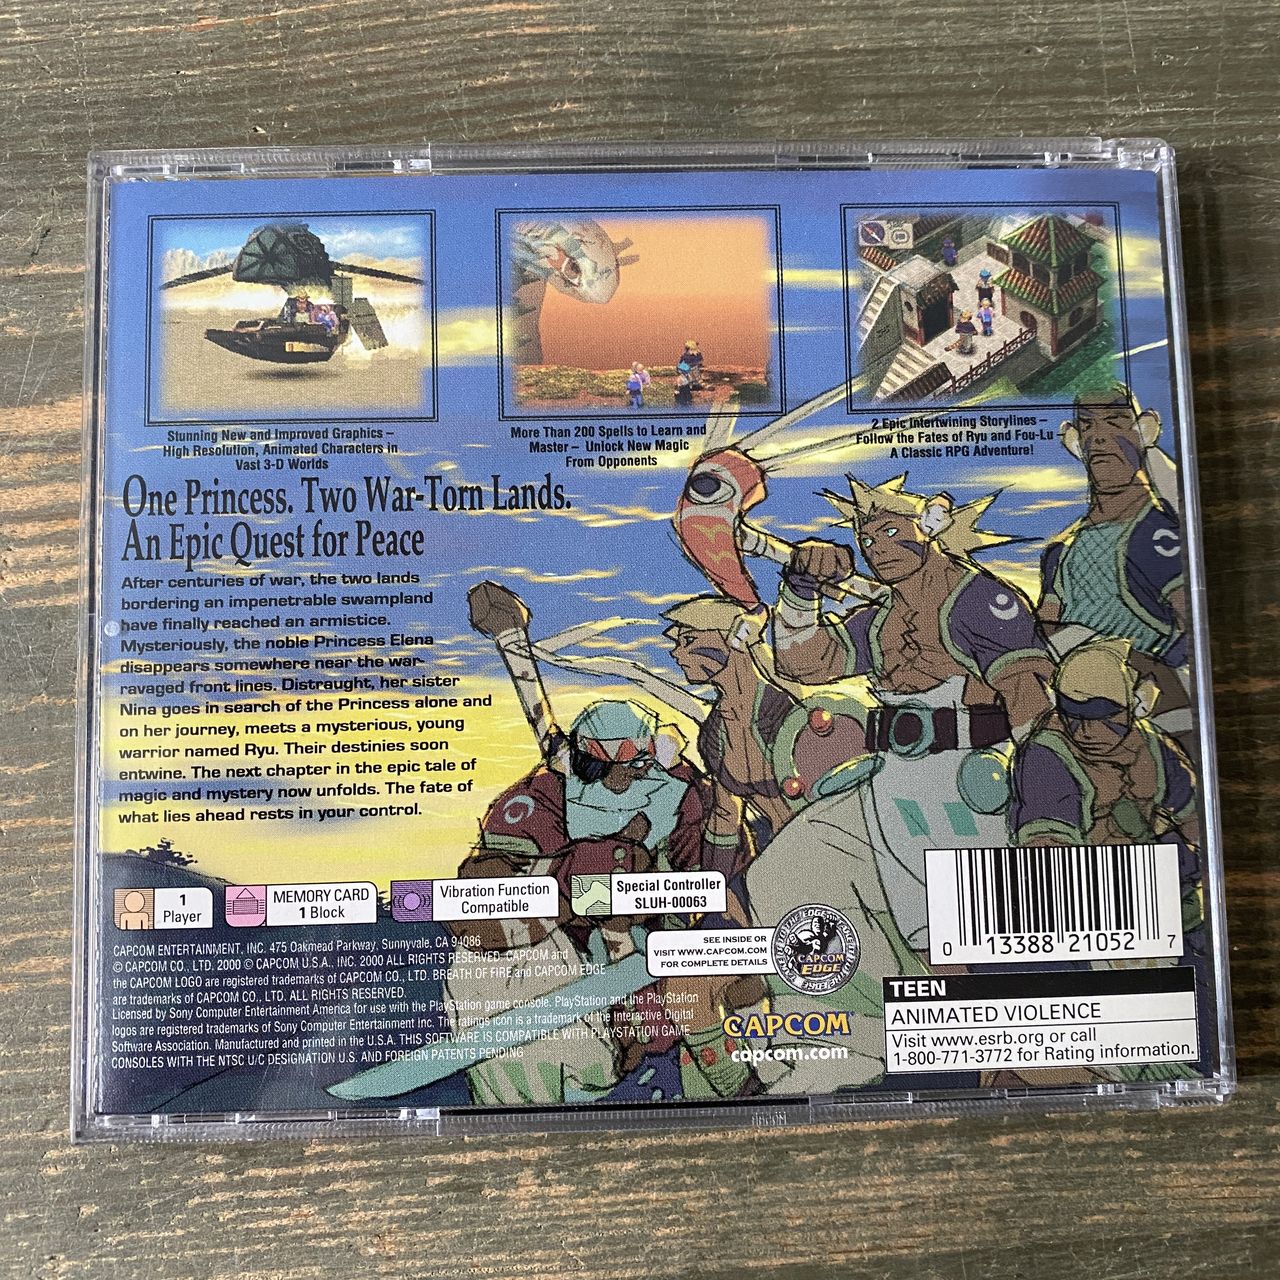 Stunning New and Improved Graphics –
High Resolution, Animated Characters in
Vast 3-D Worlds
More Than 200 Spells to Learn and
Master – Unlock New Magic
From Opponents
2 Epic Intertwining Storylines –
Follow the Fates of Ryu and Fou-Lu –
A Classic RPG Adventure!
One Princess. Two War-Torn Lands.
An Epic Quest for Peace
After centuries of war, the two lands
bordering an impenetrable swampland
have finally reached an armistice.
Mysteriously, the noble Princess Elena
disappears somewhere near the war-
ravaged front lines. Distraught, her sister
Nina goes in search of the Princess alone and
on her journey, meets a mysterious, young
warrior named Ryu. Their destinies soon
entwine. The next chapter in the epic tale of
magic and mystery now unfolds. The fate of
what lies ahead rests in your control.
1
Player
MEMORY CARD
1 Block
Vibration Function
Compatible
Special Controller
SLUH-00063
CAPCOM ENTERTAINMENT, INC. 475 Oakmead Parkway, Sunnyvale, CA 94086
© CAPCOM CO., LTD. 2000 © CAPCOM U.S.A., INC. 2000 ALL RIGHTS RESERVED. CAPCOM and
the CAPCOM LOGO are registered trademarks of CAPCOM CO., LTD. BREATH OF FIRE and CAPCOM EDGE
are trademarks of CAPCOM CO., LTD. ALL RIGHTS RESERVED.
Licensed by Sony Computer Entertainment America for use with the PlayStation game console. PlayStation and the PlayStation
logos are registered trademarks of Sony Computer Entertainment Inc. The ratings icon is a trademark of the Interactive Digital
Software Association. Manufactured and printed in the U.S.A. THIS SOFTWARE IS COMPATIBLE WITH PLAYSTATION GAME
CONSOLES WITH THE NTSC U/C DESIGNATION U.S. AND FOREIGN PATENTS PENDING
SEE INSIDE OR
VISIT WWW.CAPCOM.COM
FOR COMPLETE DETAILS
CAPCOM
EDGE
CAPCOM
capcom.com
0 13388 21052 7
TEEN
ANIMATED VIOLENCE
Visit www.esrb.org or call
1-800-771-3772 for Rating information.